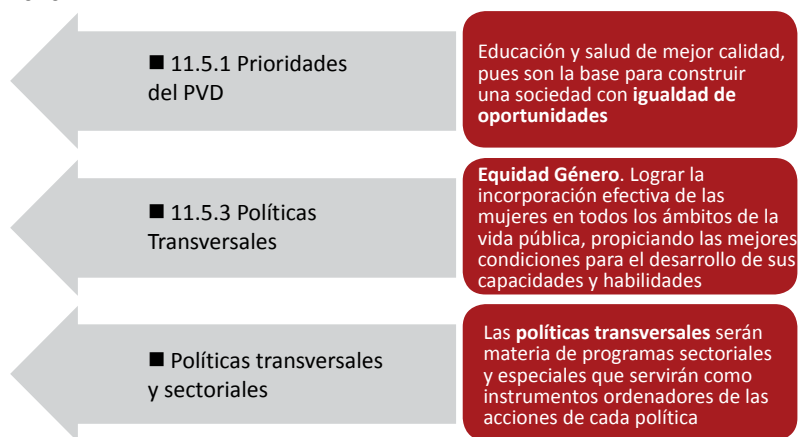 ■ 11.5.1 Prioridades
del PVD
Educación y salud de mejor calidad,
pues son la base para construir
una sociedad con igualdad de
oportunidades
■ 11.5.3 Políticas
Transversales
Equidad Género. Lograr la
incorporación efectiva de las
mujeres en todos los ámbitos de la
vida pública, propiciando las mejores
condiciones para el desarrollo de sus
capacidades y habilidades
■ Políticas transversales
y sectoriales
Las políticas transversales serán
materia de programas sectoriales
y especiales que servirán como
instrumentos ordenadores de las
acciones de cada política